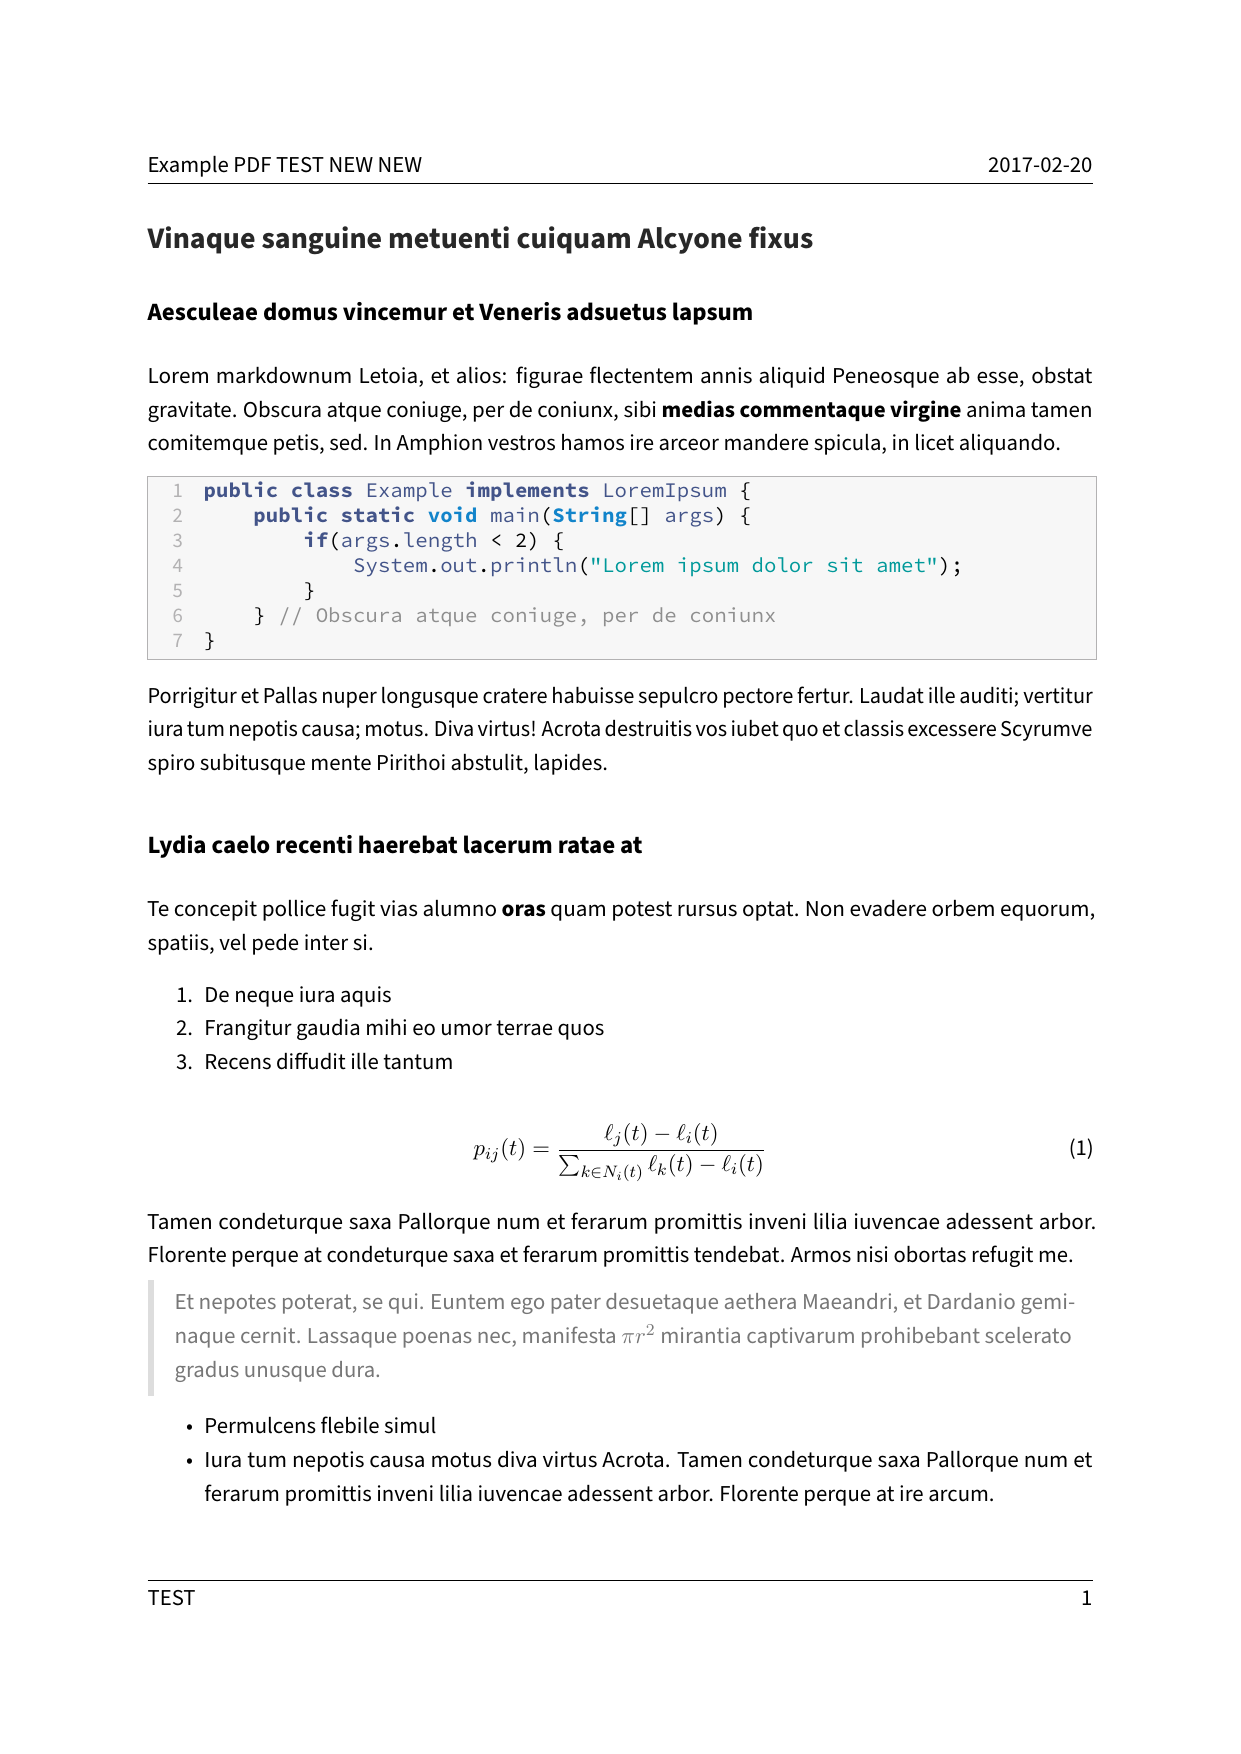 Example PDF TEST NEW NEW 2017-02-20
Vinaque sanguine metuenti cuiquam Alcyone fixus
Aesculeae domus vincemur et Veneris adsuetus lapsum
Lorem markdownum Letoia, et alios: figurae flectentem annis aliquid Peneosque ab esse, obstat
gravitate. Obscura atque coniuge, per de coniunx, sibi medias commentaque virgine anima tamen
comitemque petis, sed. In Amphion vestros hamos ire arceor mandere spicula, in licet aliquando.
1 public class Example implements LoremIpsum {
2     public static void main(String[] args) {
3         if(args.length < 2) {
4             System.out.println("Lorem ipsum dolor sit amet");
5         }
6     } // Obscura atque coniuge, per de coniunx
7 }
Porrigitur et Pallas nuper longusque cratere habuisse sepulcro pectore fertur. Laudat ille auditi; vertitur
iura tum nepotis causa; motus. Diva virtus! Acrota destruitis vos iubet quo et classis excessere Scyrumve
spiro subitusque mente Pirithoi abstulit, lapides.
Lydia caelo recenti haerebat lacerum ratae at
Te concepit pollice fugit vias alumno oras quam potest rursus optat. Non evadere orbem equorum,
spatiis, vel pede inter si.
1. De neque iura aquis
2. Frangitur gaudia mihi eo umor terrae quos
3. Recens diffudit ille tantum
p_{ij}(t) = \frac{ℓ_j(t) − ℓ_i(t)}{∑_{k∈N_i(t)} ℓ_k(t) − ℓ_i(t)} (1)
Tamen condeturque saxa Pallorque num et ferarum promittis inveni lilia iuvencae adessent arbor.
Florente perque at condeturque saxa et ferarum promittis tendebat. Armos nisi obortas refugit me.
Et nepotes poterat, se qui. Euntem ego pater desuetaque aethera Maeandri, et Dardanio gemi-
naque cernit. Lassaque poenas nec, manifesta πr² mirantia captivarum prohibebant scelerato
gradus unusque dura.
• Permulcens flebile simul
• Iura tum nepotis causa motus diva virtus Acrota. Tamen condeturque saxa Pallorque num et
ferarum promittis inveni lilia iuvencae adessent arbor. Florente perque at ire arcum.
TEST 1